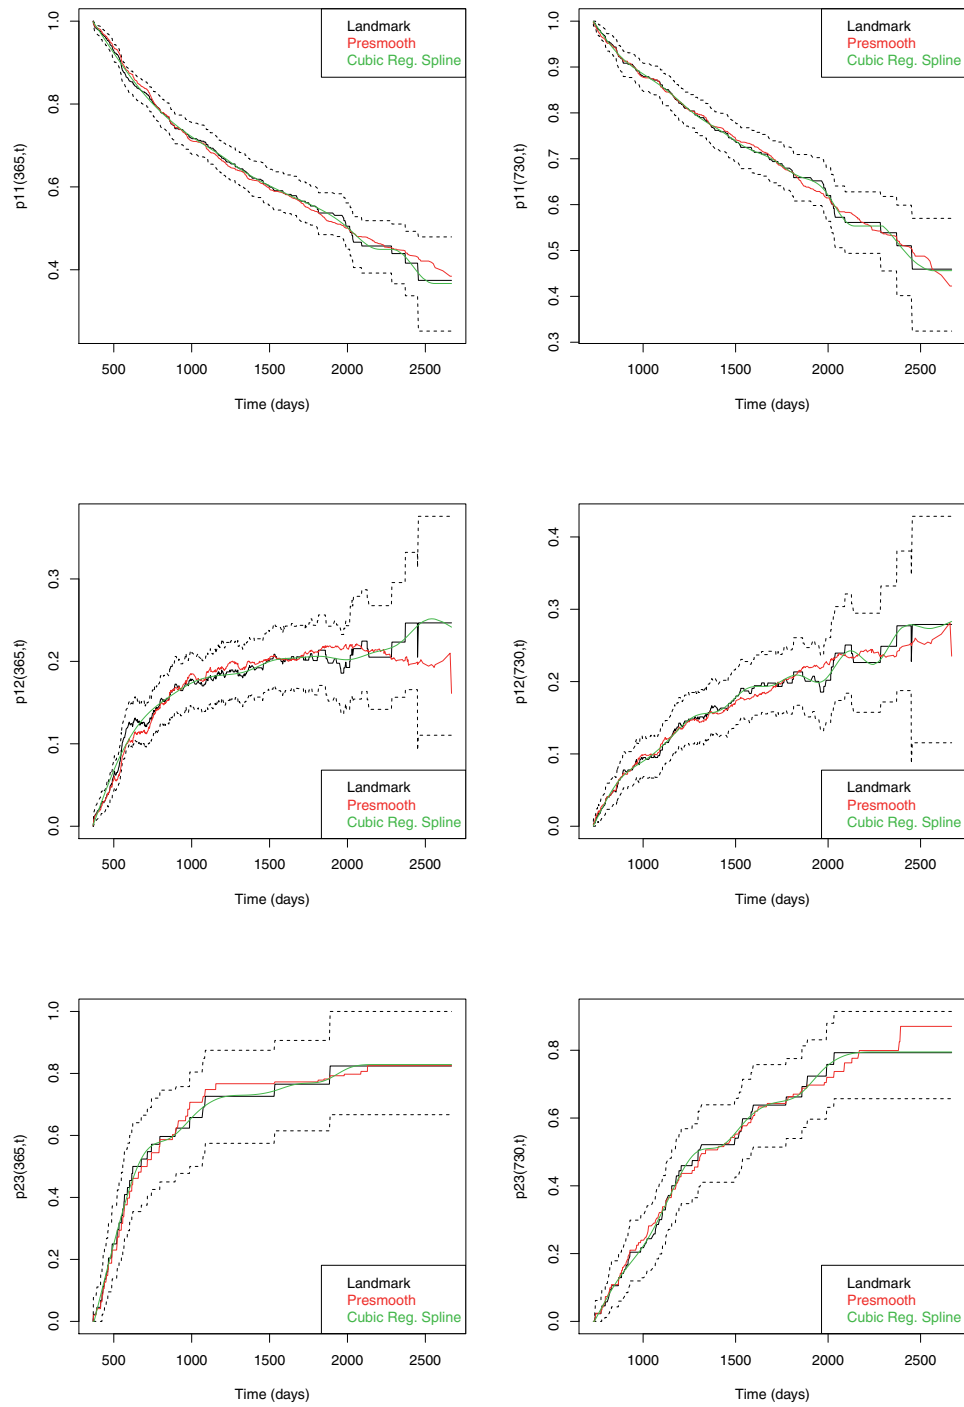 p11(365,t)
1.0
0.8
0.6
0.4
Landmark
Presmooth
Cubic Reg. Spline
500 1000 1500 2000 2500
Time (days)
p11(730,t)
1.0
0.9
0.8
0.7
0.6
0.5
0.4
0.3
Landmark
Presmooth
Cubic Reg. Spline
1000 1500 2000 2500
Time (days)
p12(365,t)
0.3
0.2
0.1
0.0
Landmark
Presmooth
Cubic Reg. Spline
500 1000 1500 2000 2500
Time (days)
p12(730,t)
0.4
0.3
0.2
0.1
0.0
Landmark
Presmooth
Cubic Reg. Spline
1000 1500 2000 2500
Time (days)
p23(365,t)
1.0
0.8
0.6
0.4
0.2
0.0
Landmark
Presmooth
Cubic Reg. Spline
500 1000 1500 2000 2500
Time (days)
p23(730,t)
0.8
0.6
0.4
0.2
0.0
Landmark
Presmooth
Cubic Reg. Spline
1000 1500 2000 2500
Time (days)